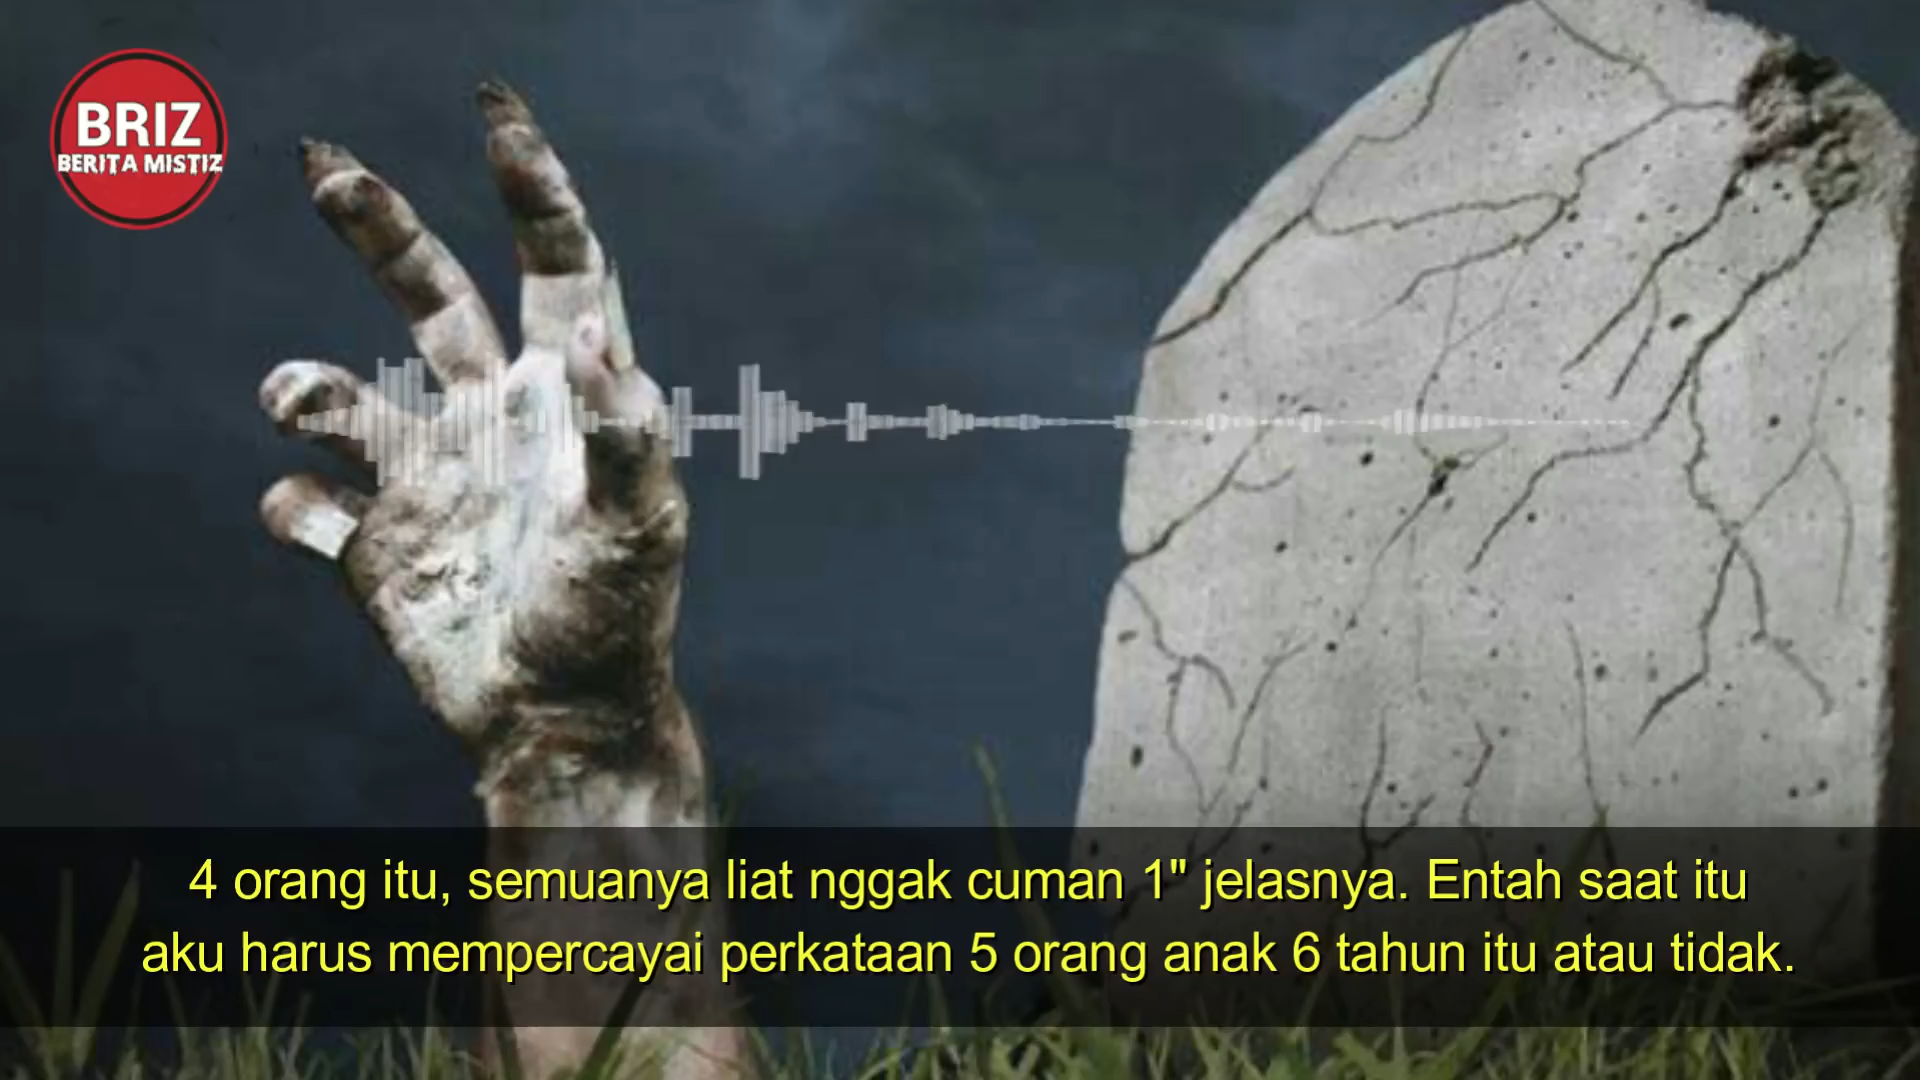 BRIZ
BERITA MISTIZ
4 orang itu, semuanya liat nggak cuman 1" jelasnya. Entah saat itu
aku harus mempercayai perkataan 5 orang anak 6 tahun itu atau tidak.